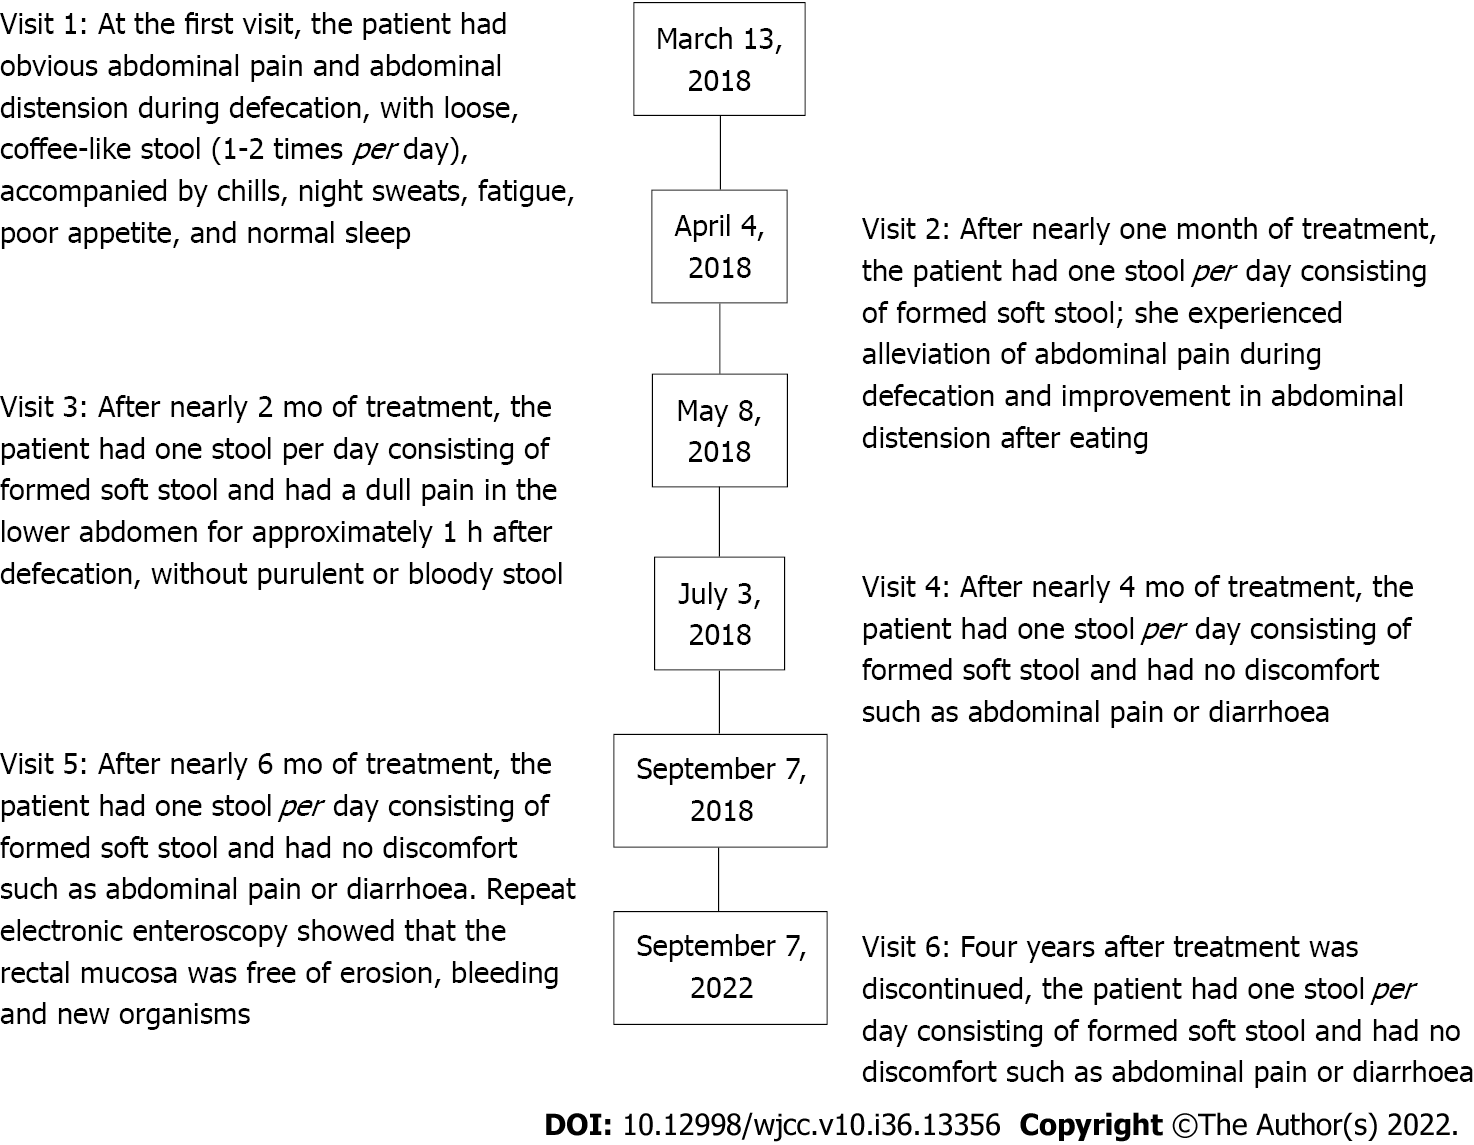 Visit 1: At the first visit, the patient had
obvious abdominal pain and abdominal
distension during defecation, with loose,
coffee-like stool (1-2 times per day),
accompanied by chills, night sweats, fatigue,
poor appetite, and normal sleep
March 13,
2018
April 4,
2018
Visit 2: After nearly one month of treatment,
the patient had one stool per day consisting
of formed soft stool; she experienced
alleviation of abdominal pain during
defecation and improvement in abdominal
distension after eating
Visit 3: After nearly 2 mo of treatment, the
patient had one stool per day consisting of
formed soft stool and had a dull pain in the
lower abdomen for approximately 1 h after
defecation, without purulent or bloody stool
May 8,
2018
July 3,
2018
Visit 4: After nearly 4 mo of treatment, the
patient had one stool per day consisting of
formed soft stool and had no discomfort
such as abdominal pain or diarrhoea
Visit 5: After nearly 6 mo of treatment, the
patient had one stool per day consisting of
formed soft stool and had no discomfort
such as abdominal pain or diarrhoea. Repeat
electronic enteroscopy showed that the
rectal mucosa was free of erosion, bleeding
and new organisms
September 7,
2018
September 7,
2022
Visit 6: Four years after treatment was
discontinued, the patient had one stool per
day consisting of formed soft stool and had no
discomfort such as abdominal pain or diarrhoea
DOI: 10.12998/wjcc.v10.i36.13356 Copyright ©The Author(s) 2022.